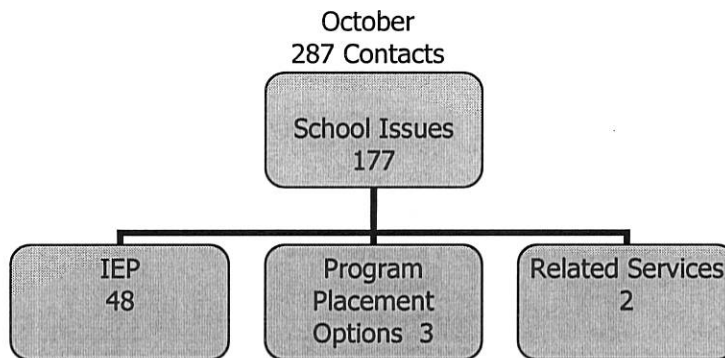 October
287 Contacts
School Issues
177
IEP
48
Program
Placement
Options 3
Related Services
2